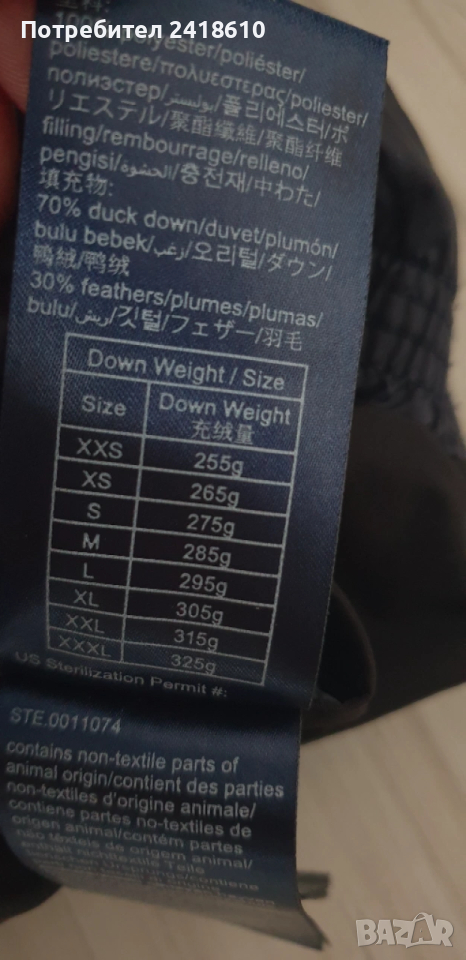 Потребител 2418610
polyester/poliéster/
poliestere/πολυεστερας/poliester/
полиэстер/بوليستر/폴리에스터/ポ
リエステル/聚酯纖維/聚酯纤维
filling/rembourrage/relleno/
pengisi/الحشوة/충전재/中わた/
填充物:
70% duck down/duvet/plumón/
bulu bebek/زغب/오리털/ダウン/
鴨絨/鸭绒
30% feathers/plumes/plumas/
bulu/ريش/깃털/フェザー/羽毛
Down Weight / Size
Size Down Weight
充绒量
XXS 255g
XS 265g
S 275g
M 285g
L 295g
XL 305g
XXL 315g
XXXL 325g
US Sterilization Permit #:
STE.0011074
contains non-textile parts of
animal origin/contient des parties
non-textiles d'origine animale/
contiene partes no-textiles de
origen animal/contém partes
não têxteis de origem animal/
enthält nichttextile Teile
BAZAR